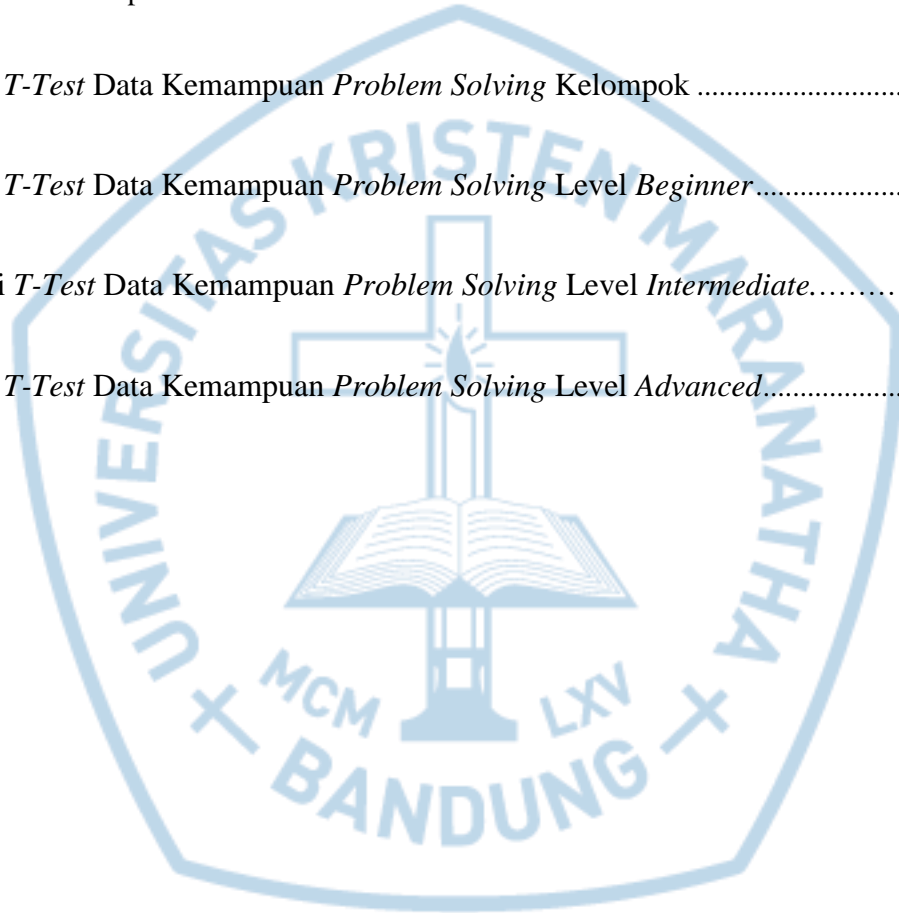 T-Test Data Kemampuan Problem Solving Kelompok ............................
T-Test Data Kemampuan Problem Solving Level Beginner....................
i T-Test Data Kemampuan Problem Solving Level Intermediate.………
T-Test Data Kemampuan Problem Solving Level Advanced...................
UNIVERSITAS KRISTEN MARANATHA
MCM LXV
BANDUNG